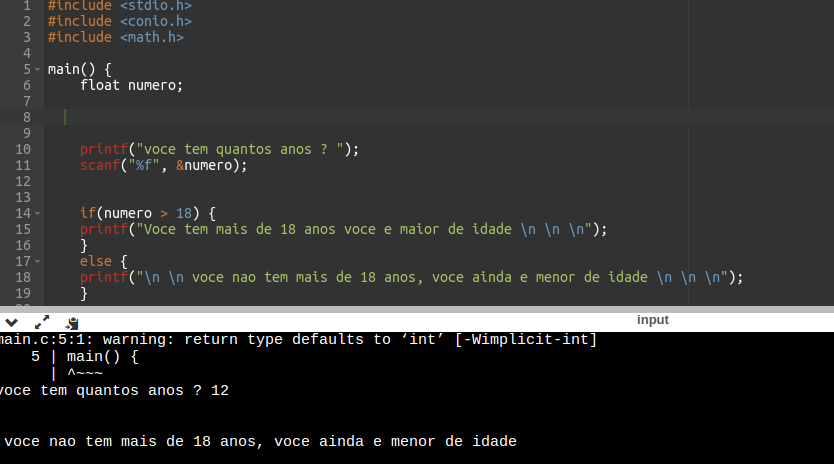 1 #include <stdio.h>
2 #include <conio.h>
3 #include <math.h>
4
5 main() {
6 float numero;
7
8
9
10 printf("voce tem quantos anos ? ");
11 scanf("%f", &numero);
12
13
14 if(numero > 18) {
15 printf("Voce tem mais de 18 anos voce e maior de idade \n \n \n");
16 }
17 else {
18 printf("\n \n voce nao tem mais de 18 anos, voce ainda e menor de idade \n \n \n");
19 }
input
main.c:5:1: warning: return type defaults to ‘int’ [-Wimplicit-int]
5 | main() {
| ^~~~
voce tem quantos anos ? 12
voce nao tem mais de 18 anos, voce ainda e menor de idade